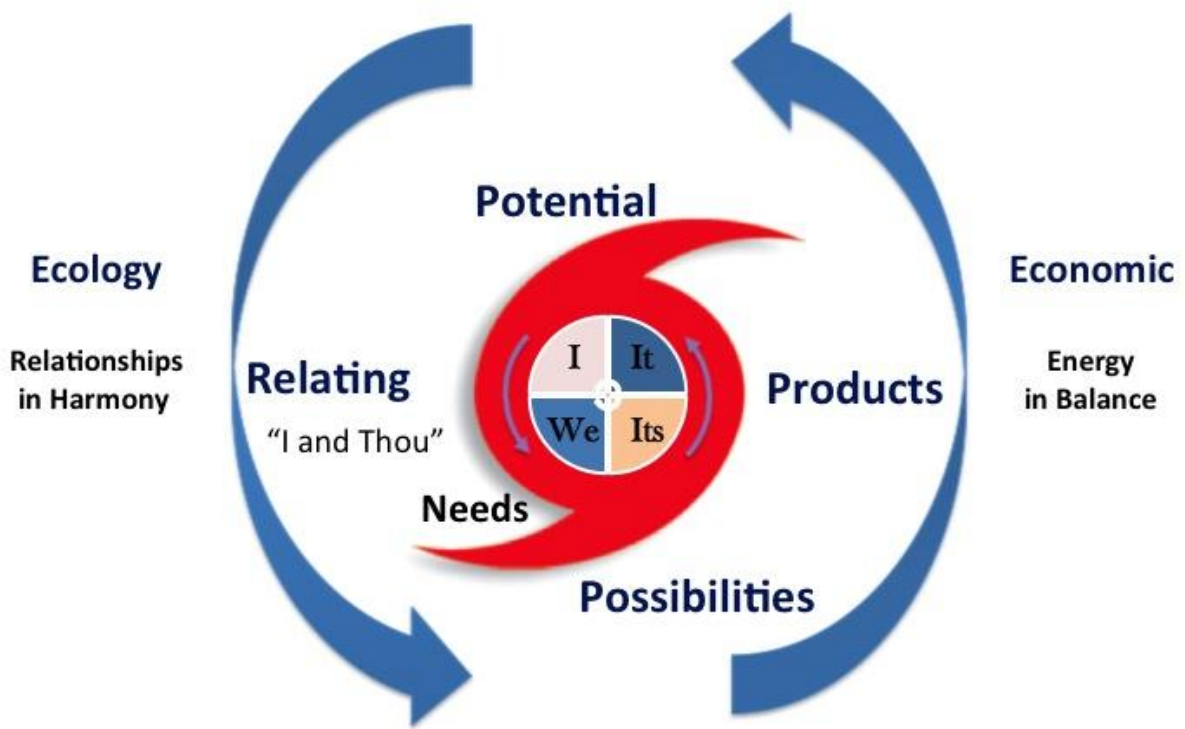 Potential
Ecology
Economic
Relationships
in Harmony
Relating
"I and Thou"
I
It
We
Its
Products
Energy
in Balance
Needs
Possibilities